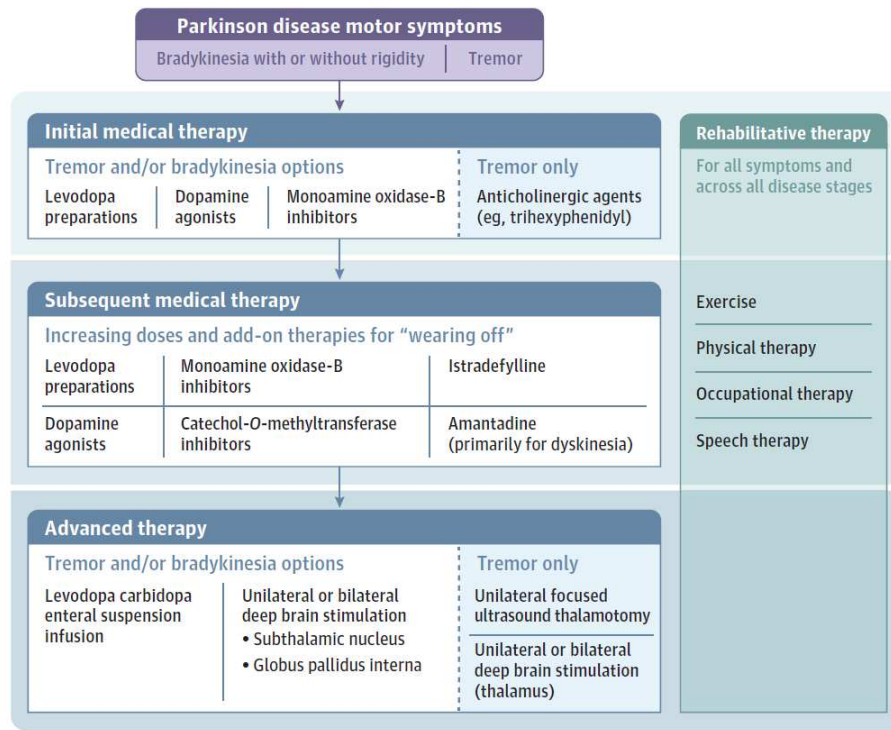 Parkinson disease motor symptoms
Bradykinesia with or without rigidity
Tremor
Initial medical therapy
Tremor and/or bradykinesia options
Levodopa
preparations
Dopamine
agonists
Monoamine oxidase-B
inhibitors
Tremor only
Anticholinergic agents
(eg, trihexyphenidyl)
Subsequent medical therapy
Increasing doses and add-on therapies for “wearing off”
Levodopa
preparations
Monoamine oxidase-B
inhibitors
Istradefylline
Dopamine
agonists
Catechol-O-methyltransferase
inhibitors
Amantadine
(primarily for dyskinesia)
Advanced therapy
Tremor and/or bradykinesia options
Levodopa carbidopa
enteral suspension
infusion
Unilateral or bilateral
deep brain stimulation
• Subthalamic nucleus
• Globus pallidus interna
Tremor only
Unilateral focused
ultrasound thalamotomy
Unilateral or bilateral
deep brain stimulation
(thalamus)
Rehabilitative therapy
For all symptoms and
across all disease stages
Exercise
Physical therapy
Occupational therapy
Speech therapy